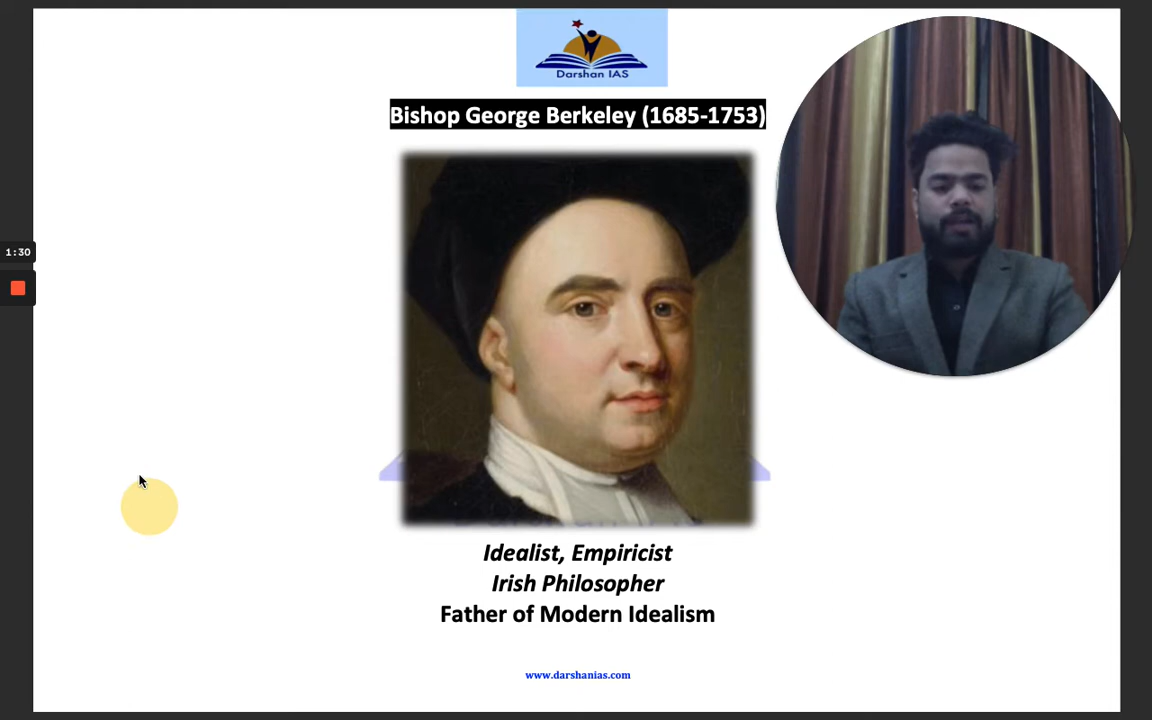 Darshan IAS
Bishop George Berkeley (1685-1753)
1:30
Idealist, Empiricist
Irish Philosopher
Father of Modern Idealism
www.darshanias.com